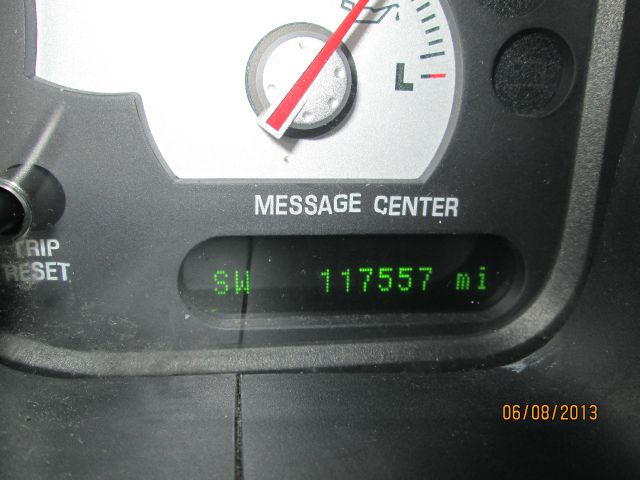 L
MESSAGE CENTER
TRIP
RESET
SW 117557 mi
06/08/2013